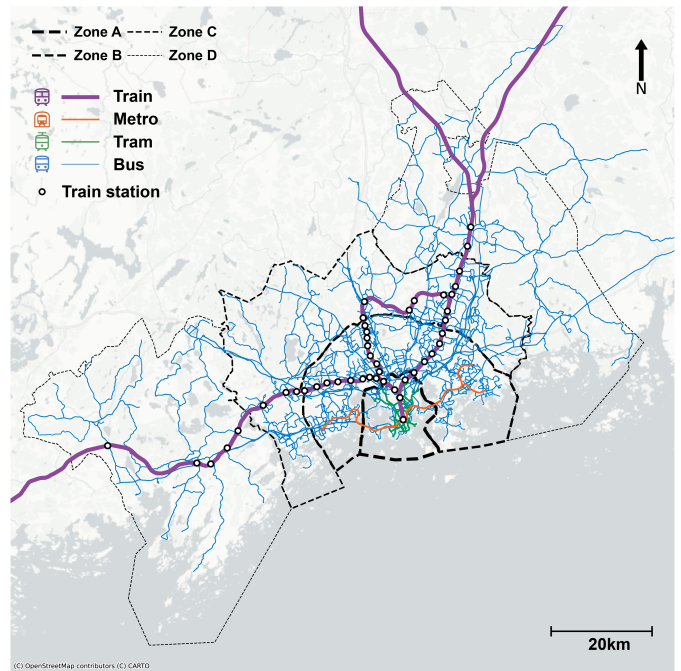 Zone A Zone C
Zone B Zone D
Train
Metro
Tram
Bus
Train station
N
20km
(C) OpenStreetMap contributors (C) CARTO